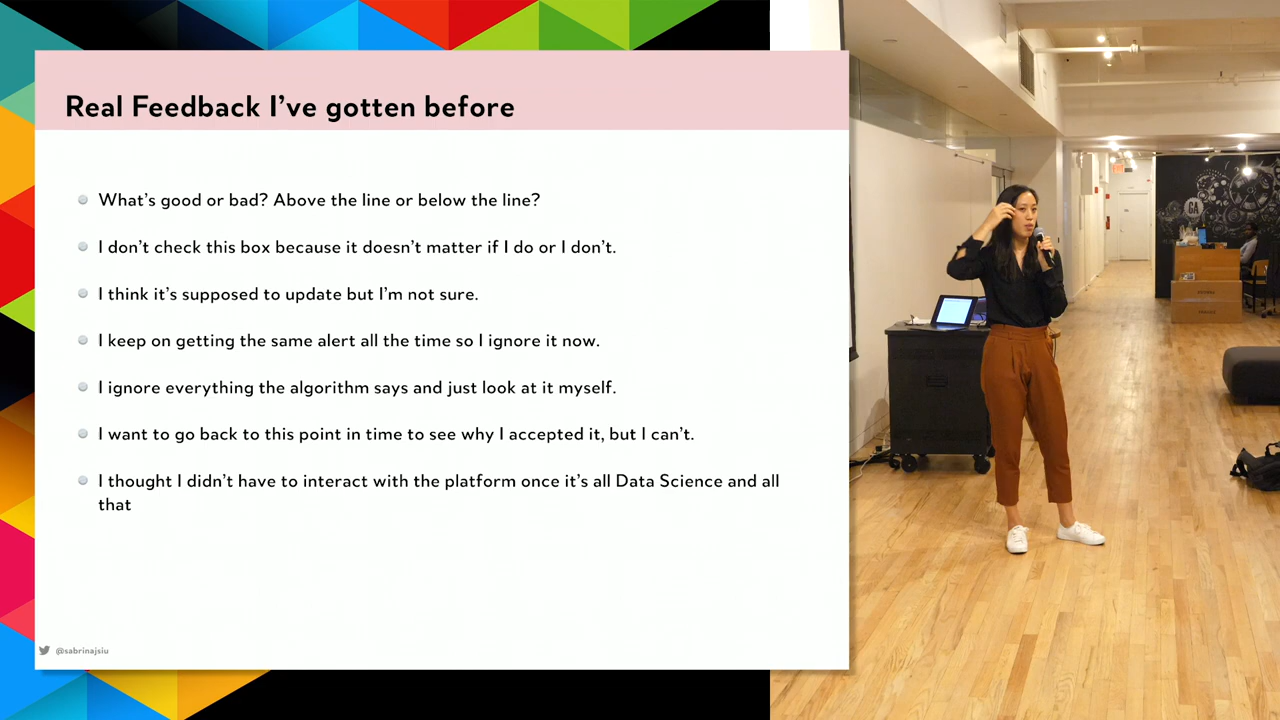 Real Feedback I've gotten before
What's good or bad? Above the line or below the line?
I don't check this box because it doesn't matter if I do or I don't.
I think it's supposed to update but I'm not sure.
I keep on getting the same alert all the time so I ignore it now.
I ignore everything the algorithm says and just look at it myself.
I want to go back to this point in time to see why I accepted it, but I can't.
I thought I didn't have to interact with the platform once it's all Data Science and all
that
@sabrinajsiu
GA